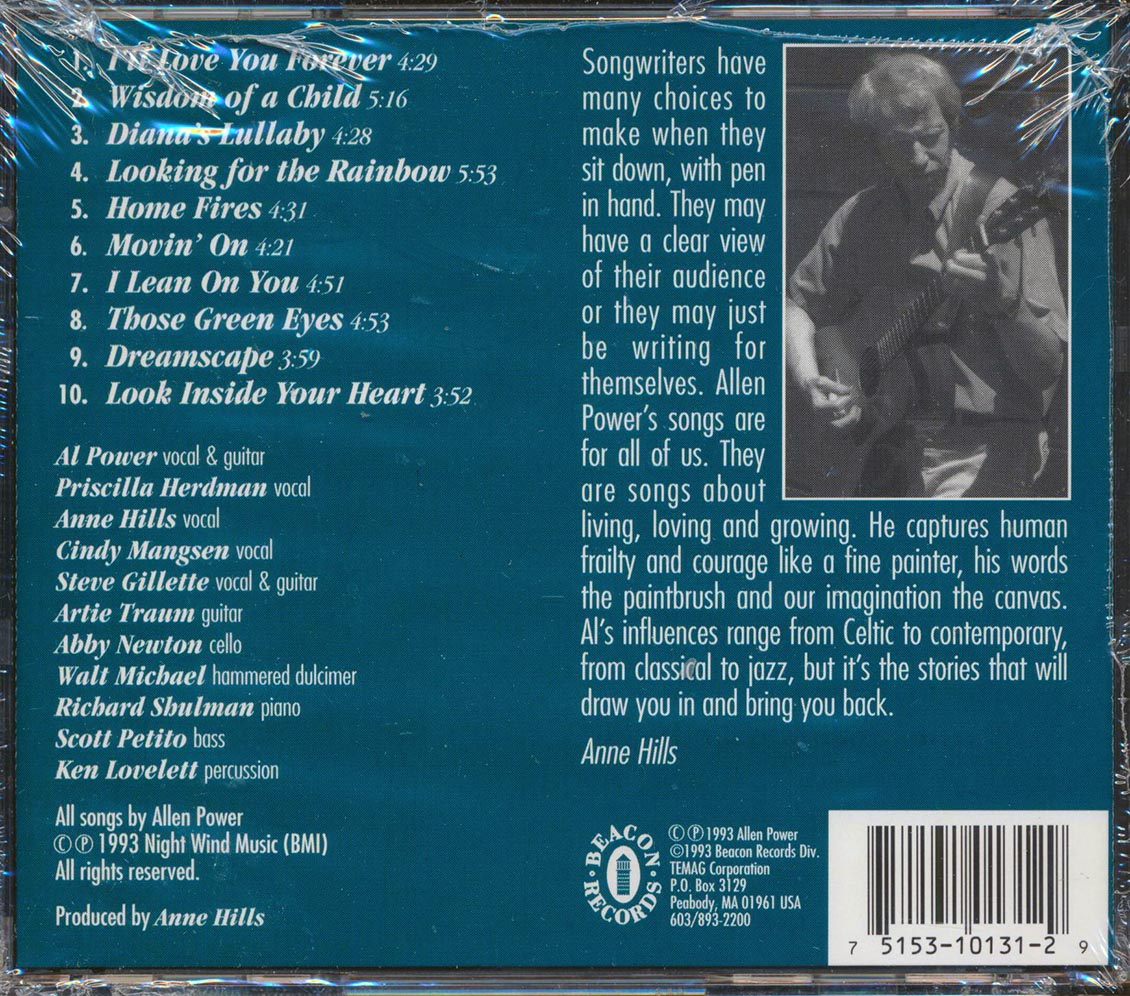 1. I'll Love You Forever 4:29
2. Wisdom of a Child 5:16
3. Diana's Lullaby 4:28
4. Looking for the Rainbow 5:53
5. Home Fires 4:31
6. Movin' On 4:21
7. I Lean On You 4:51
8. Those Green Eyes 4:53
9. Dreamscape 3:59
10. Look Inside Your Heart 3:52
Al Power vocal & guitar
Priscilla Herdman vocal
Anne Hills vocal
Cindy Mangsen vocal
Steve Gillette vocal & guitar
Artie Traum guitar
Abby Newton cello
Walt Michael hammered dulcimer
Richard Shulman piano
Scott Petito bass
Ken Lovelett percussion
All songs by Allen Power
© ℗ 1993 Night Wind Music (BMI)
All rights reserved.
Produced by Anne Hills
Songwriters have
many choices to
make when they
sit down, with pen
in hand. They may
have a clear view
of their audience
or they may just
be writing for
themselves. Allen
Power's songs are
for all of us. They
are songs about
living, loving and growing. He captures human
frailty and courage like a fine painter, his words
the paintbrush and our imagination the canvas.
Al's influences range from Celtic to contemporary,
from classical to jazz, but it's the stories that will
draw you in and bring you back.
Anne Hills
BEACON
RECORDS
© ℗ 1993 Allen Power
©1993 Beacon Records Div.
TEMAG Corporation
P.O. Box 3129
Peabody, MA 01961 USA
603/893-2200
7 5153-10131-2 9